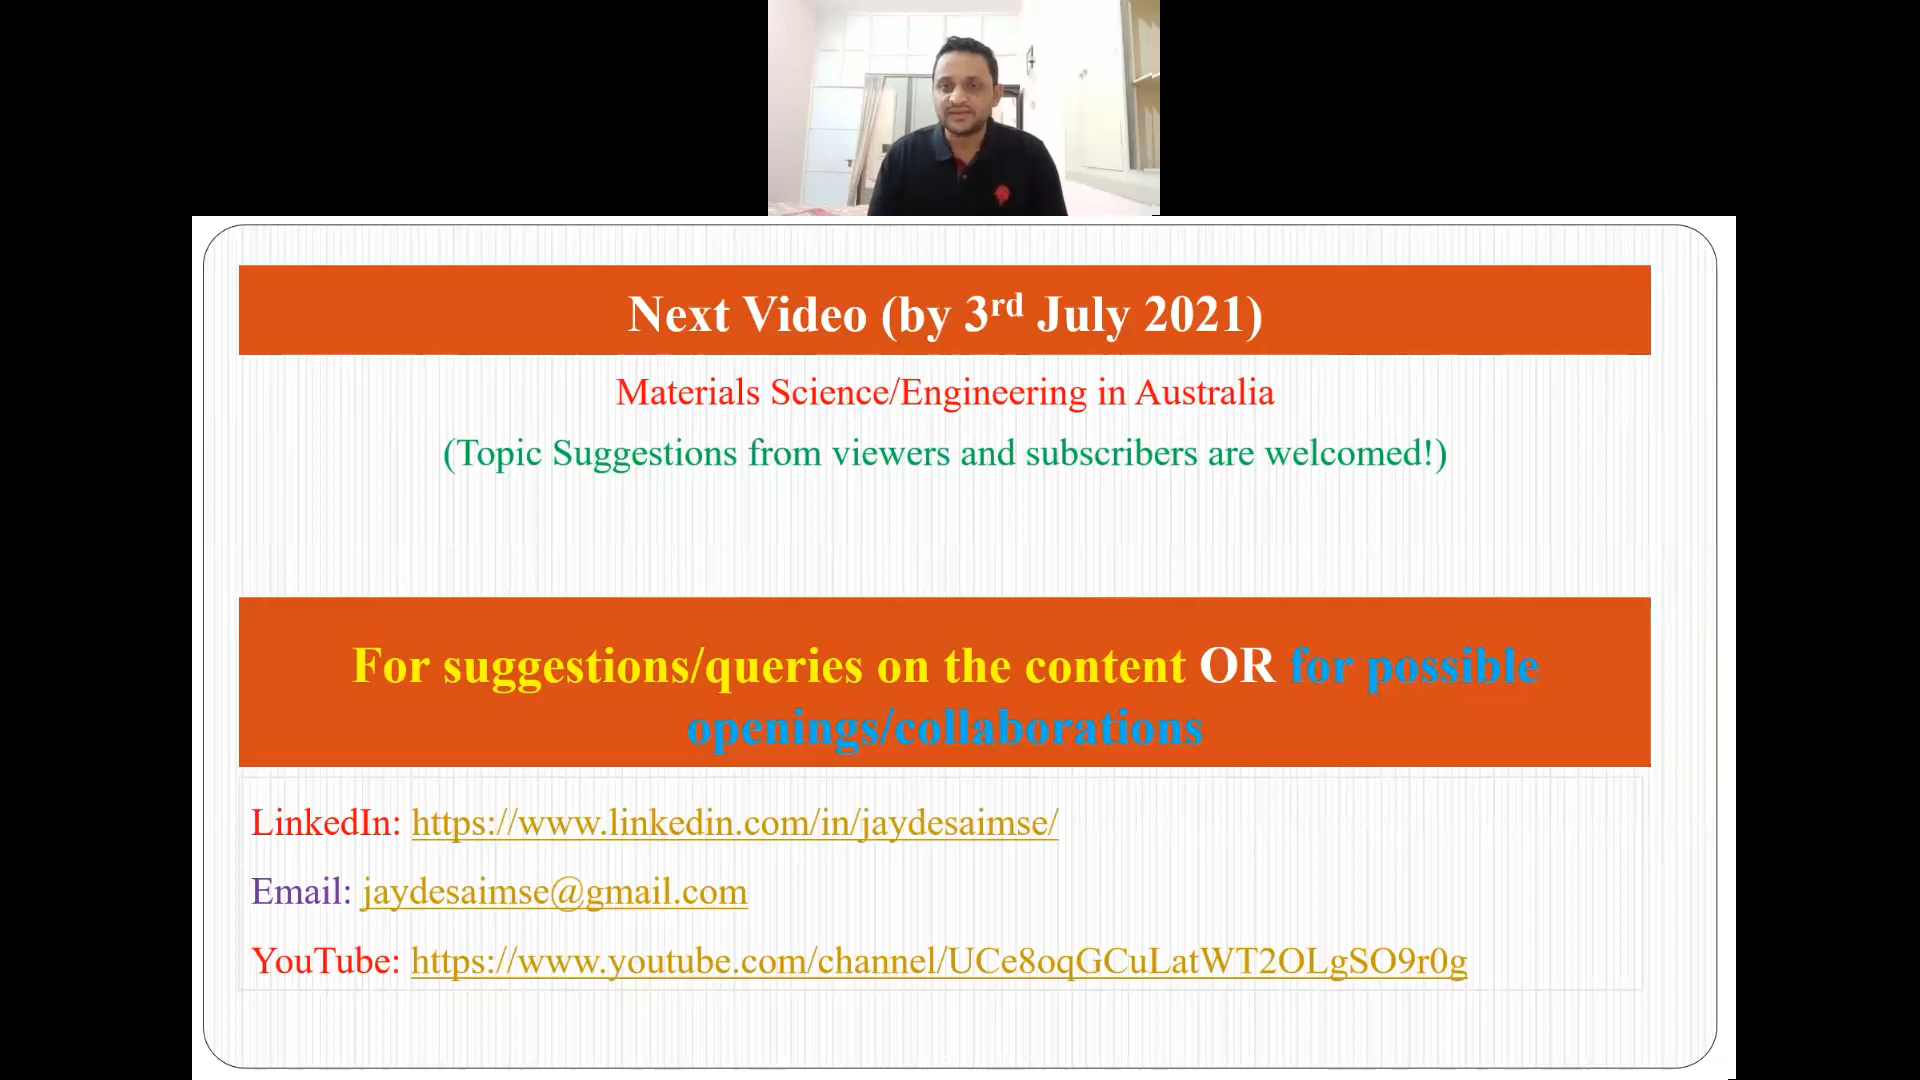 Next Video (by 3rd July 2021)
Materials Science/Engineering in Australia
(Topic Suggestions from viewers and subscribers are welcomed!)
For suggestions/queries on the content OR for possible
openings/collaborations
LinkedIn: https://www.linkedin.com/in/jaydesaimse/
Email: jaydesaimse@gmail.com
YouTube: https://www.youtube.com/channel/UCe8oqGCuLatWT2OLgSO9r0g